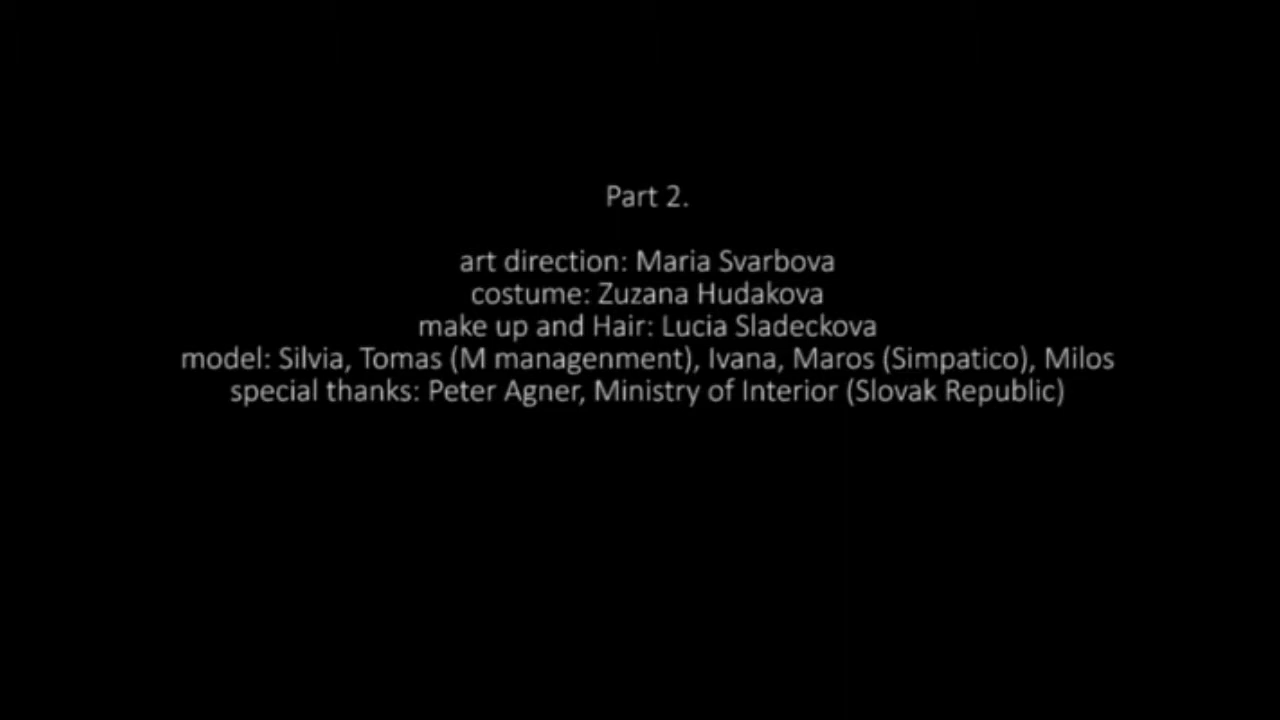 Part 2.
art direction: Maria Svarbova
costume: Zuzana Hudakova
make up and Hair: Lucia Sladeckova
model: Silvia, Tomas (M managenment), Ivana, Maros (Simpatico), Milos
special thanks: Peter Agner, Ministry of Interior (Slovak Republic)